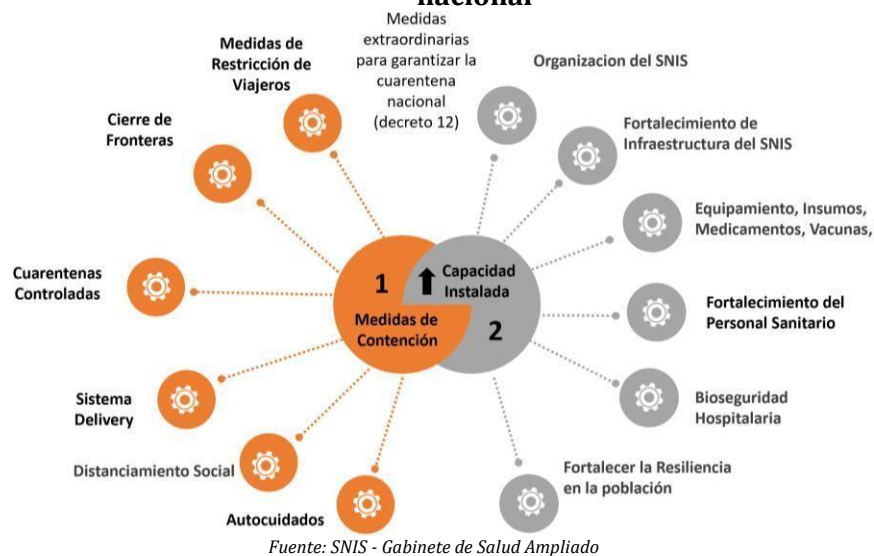 nacional
Medidas
extraordinarias
para garantizar la
cuarentena
nacional
(decreto 12)
Medidas de
Restricción de
Viajeros
Cierre de
Fronteras
Cuarentenas
Controladas
Sistema
Delivery
Distanciamiento Social
Autocuidados
1
Medidas de
Contención
Capacidad
Instalada
2
Organizacion del SNIS
Fortalecimiento de
Infraestructura del SNIS
Equipamiento, Insumos,
Medicamentos, Vacunas,
Fortalecimiento del
Personal Sanitario
Bioseguridad
Hospitalaria
Fortalecer la Resiliencia
en la población
Fuente: SNIS - Gabinete de Salud Ampliado